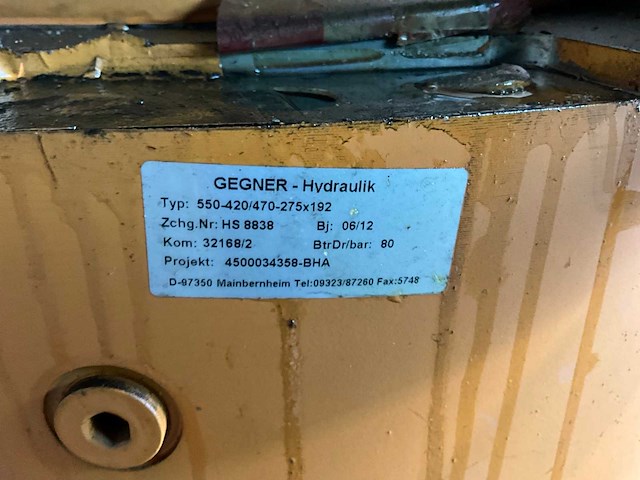 GEGNER - Hydraulik
Typ: 550-420/470-275x192
Zchg.Nr: HS 8838 Bj: 06/12
Kom: 32168/2 BtrDr/bar: 80
Projekt: 4500034358-BHA
D-97350 Mainbernheim Tel:09323/87260 Fax:5748